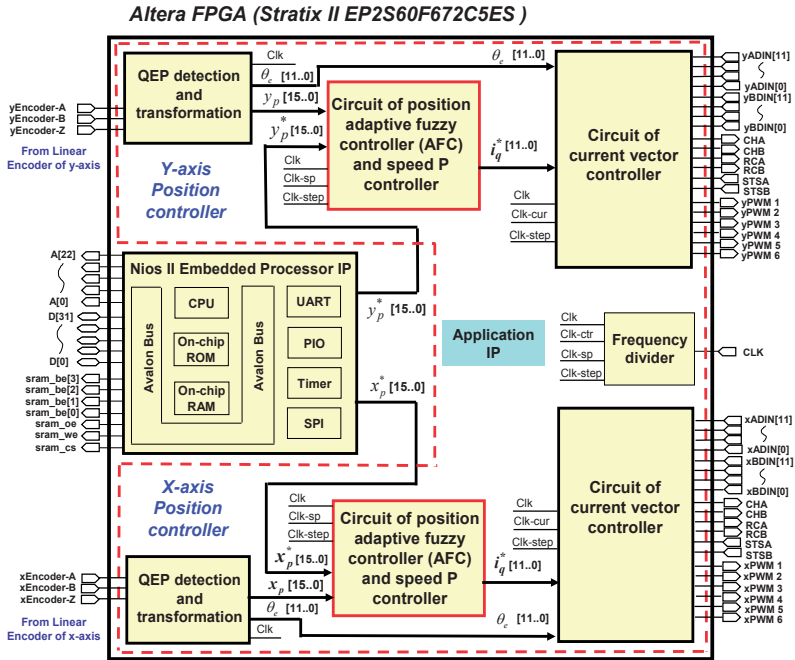 Altera FPGA (Stratix II EP2S60F672C5ES )
QEP detection
and
transformation
Clk
θe [11..0]
yp [15..0]
yp* [15..0]
yEncoder-A
yEncoder-B
yEncoder-Z
From Linear
Encoder of y-axis
Y-axis
Position
controller
Clk
Clk-sp
Clk-step
Circuit of position
adaptive fuzzy
controller (AFC)
and speed P
controller
θe [11..0]
iq* [11..0]
Clk
Clk-cur
Clk-step
Circuit of
current vector
controller
yADIN[11]
yADIN[0]
yBDIN[11]
yBDIN[0]
CHA
CHB
RCA
RCB
STSA
STSB
yPWM 1
yPWM 2
yPWM 3
yPWM 4
yPWM 5
yPWM 6
A[22]
A[0]
D[31]
D[0]
sram_be[3]
sram_be[2]
sram_be[1]
sram_be[0]
sram_oe
sram_we
sram_cs
Nios II Embedded Processor IP
Avalon Bus
CPU
On-chip
ROM
On-chip
RAM
Avalon Bus
UART
PIO
Timer
SPI
yp* [15..0]
xp* [15..0]
Application
IP
Clk
Clk-ctr
Clk-sp
Clk-step
Frequency
divider
CLK
X-axis
Position
controller
Clk
Clk-sp
Clk-step
xp* [15..0]
xp [15..0]
θe [11..0]
Clk
xEncoder-A
xEncoder-B
xEncoder-Z
From Linear
Encoder of x-axis
QEP detection
and
transformation
Circuit of position
adaptive fuzzy
controller (AFC)
and speed P
controller
Clk
Clk-cur
Clk-step
iq* [11..0]
θe [11..0]
Circuit of
current vector
controller
xADIN[11]
xADIN[0]
xBDIN[11]
xBDIN[0]
CHA
CHB
RCA
RCB
STSA
STSB
xPWM 1
xPWM 2
xPWM 3
xPWM 4
xPWM 5
xPWM 6